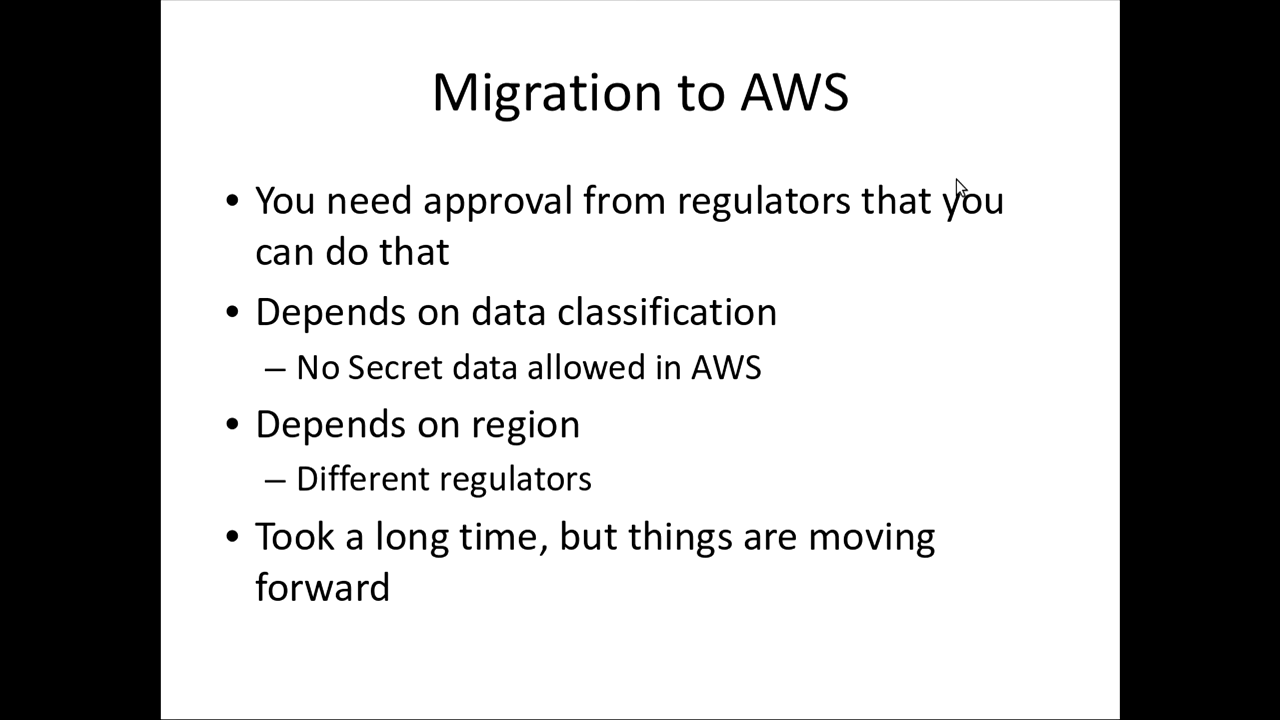 Migration to AWS
• You need approval from regulators that you
can do that
• Depends on data classification
– No Secret data allowed in AWS
• Depends on region
– Different regulators
• Took a long time, but things are moving
forward